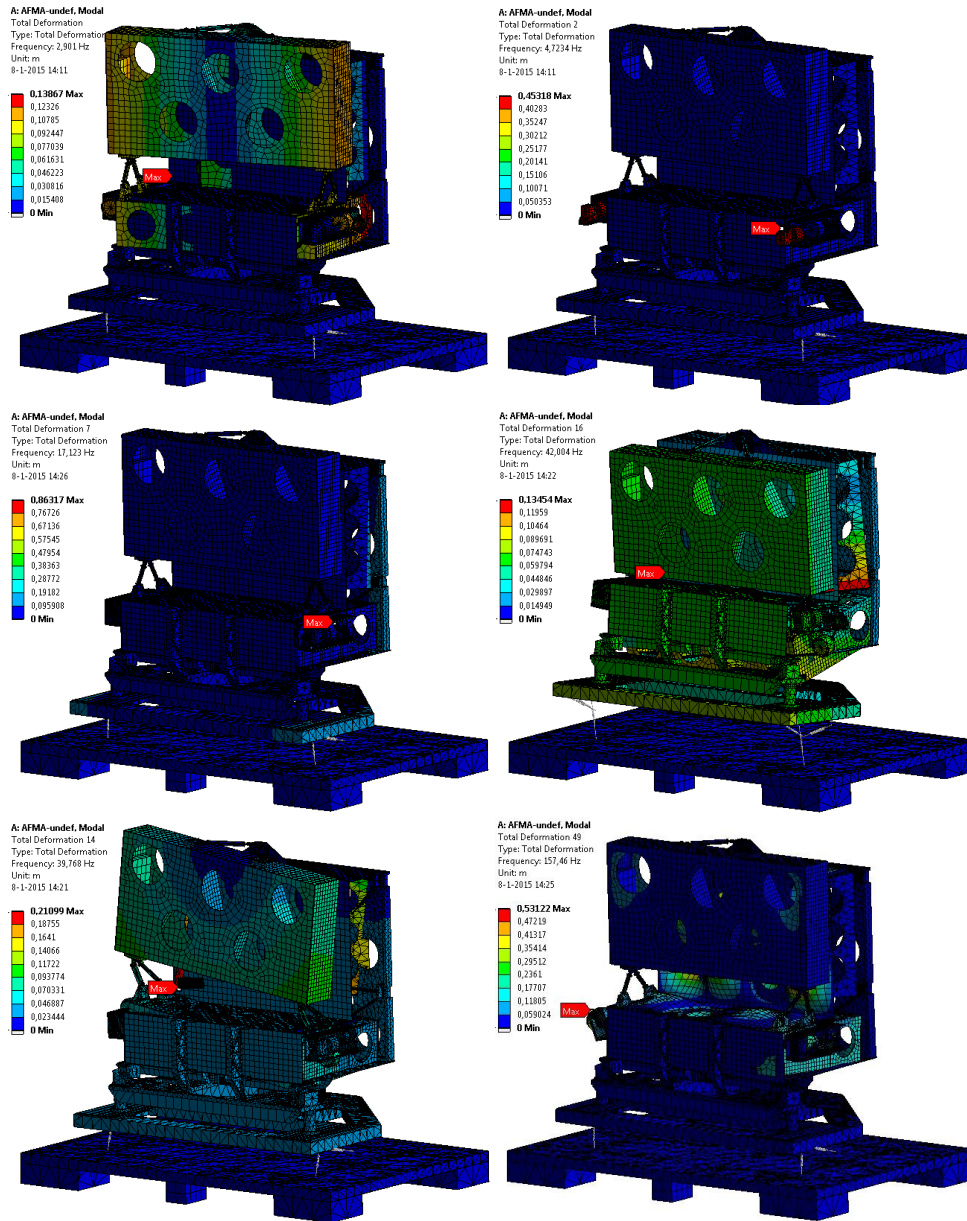 A: AFMA-undef, Modal
Total Deformation
Type: Total Deformation
Frequency: 2,901 Hz
Unit: m
8-1-2015 14:11
0,13867 Max
0,12326
0,10785
0,092447
0,077039
0,061631
0,046223
0,030816
0,015408
0 Min
Max
A: AFMA-undef, Modal
Total Deformation 2
Type: Total Deformation
Frequency: 4,7234 Hz
Unit: m
8-1-2015 14:11
0,45318 Max
0,40283
0,35247
0,30212
0,25177
0,20141
0,15106
0,10071
0,050353
0 Min
Max
A: AFMA-undef, Modal
Total Deformation 7
Type: Total Deformation
Frequency: 17,123 Hz
Unit: m
8-1-2015 14:26
0,86317 Max
0,76726
0,67136
0,57545
0,47954
0,38363
0,28772
0,19182
0,095908
0 Min
Max
A: AFMA-undef, Modal
Total Deformation 16
Type: Total Deformation
Frequency: 42,004 Hz
Unit: m
8-1-2015 14:22
0,13454 Max
0,11959
0,10464
0,089691
0,074743
0,059794
0,044846
0,029897
0,014949
0 Min
Max
A: AFMA-undef, Modal
Total Deformation 14
Type: Total Deformation
Frequency: 39,768 Hz
Unit: m
8-1-2015 14:21
0,21099 Max
0,18755
0,1641
0,14066
0,11722
0,093774
0,070331
0,046887
0,023444
0 Min
Max
A: AFMA-undef, Modal
Total Deformation 49
Type: Total Deformation
Frequency: 157,46 Hz
Unit: m
8-1-2015 14:25
0,53122 Max
0,47219
0,41317
0,35414
0,29512
0,2361
0,17707
0,11805
0,059024
0 Min
Max